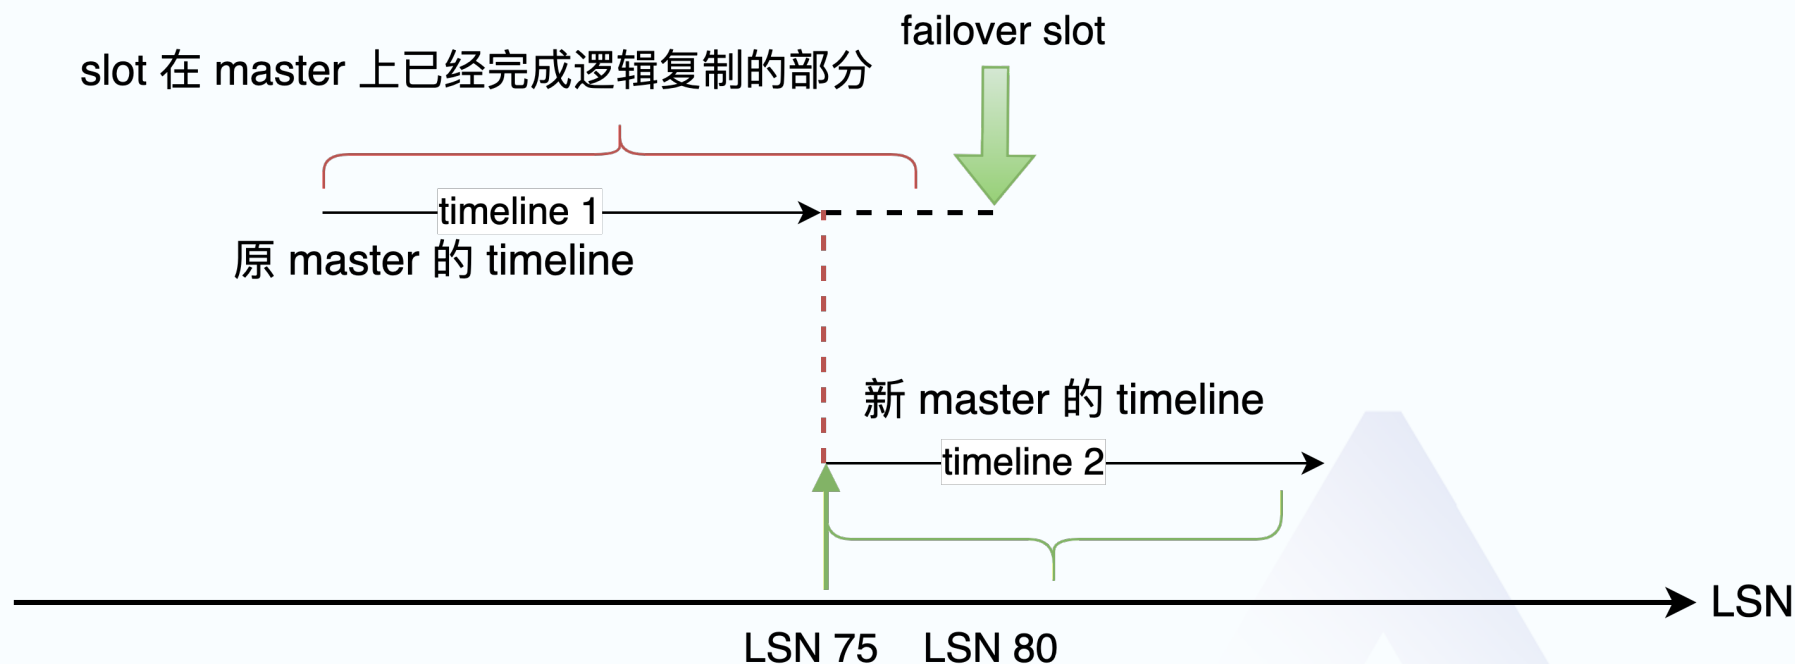 failover slot
slot 在 master 上已经完成逻辑复制的部分
timeline 1
原 master 的 timeline
新 master 的 timeline
timeline 2
LSN
LSN 75
LSN 80